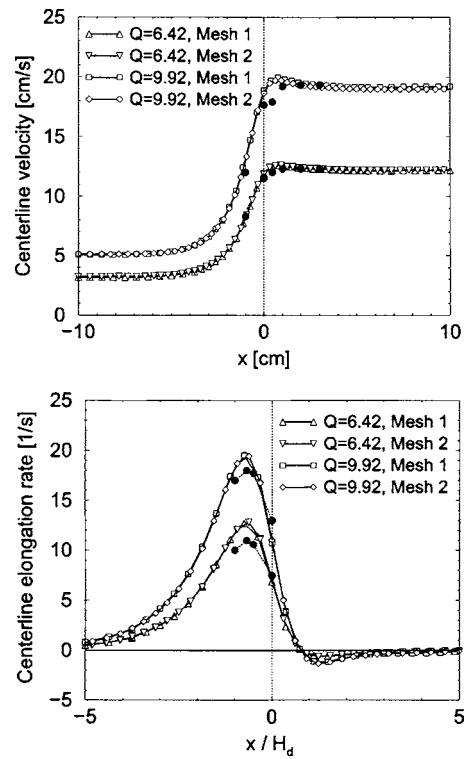 Centerline velocity [cm/s]
25
20
15
10
5
0
Q=6.42, Mesh 1
Q=6.42, Mesh 2
Q=9.92, Mesh 1
Q=9.92, Mesh 2
−10
−5
0
5
10
x [cm]
Centerline elongation rate [1/s]
25
20
15
10
5
0
−5
Q=6.42, Mesh 1
Q=6.42, Mesh 2
Q=9.92, Mesh 1
Q=9.92, Mesh 2
−5
0
5
x / H_d